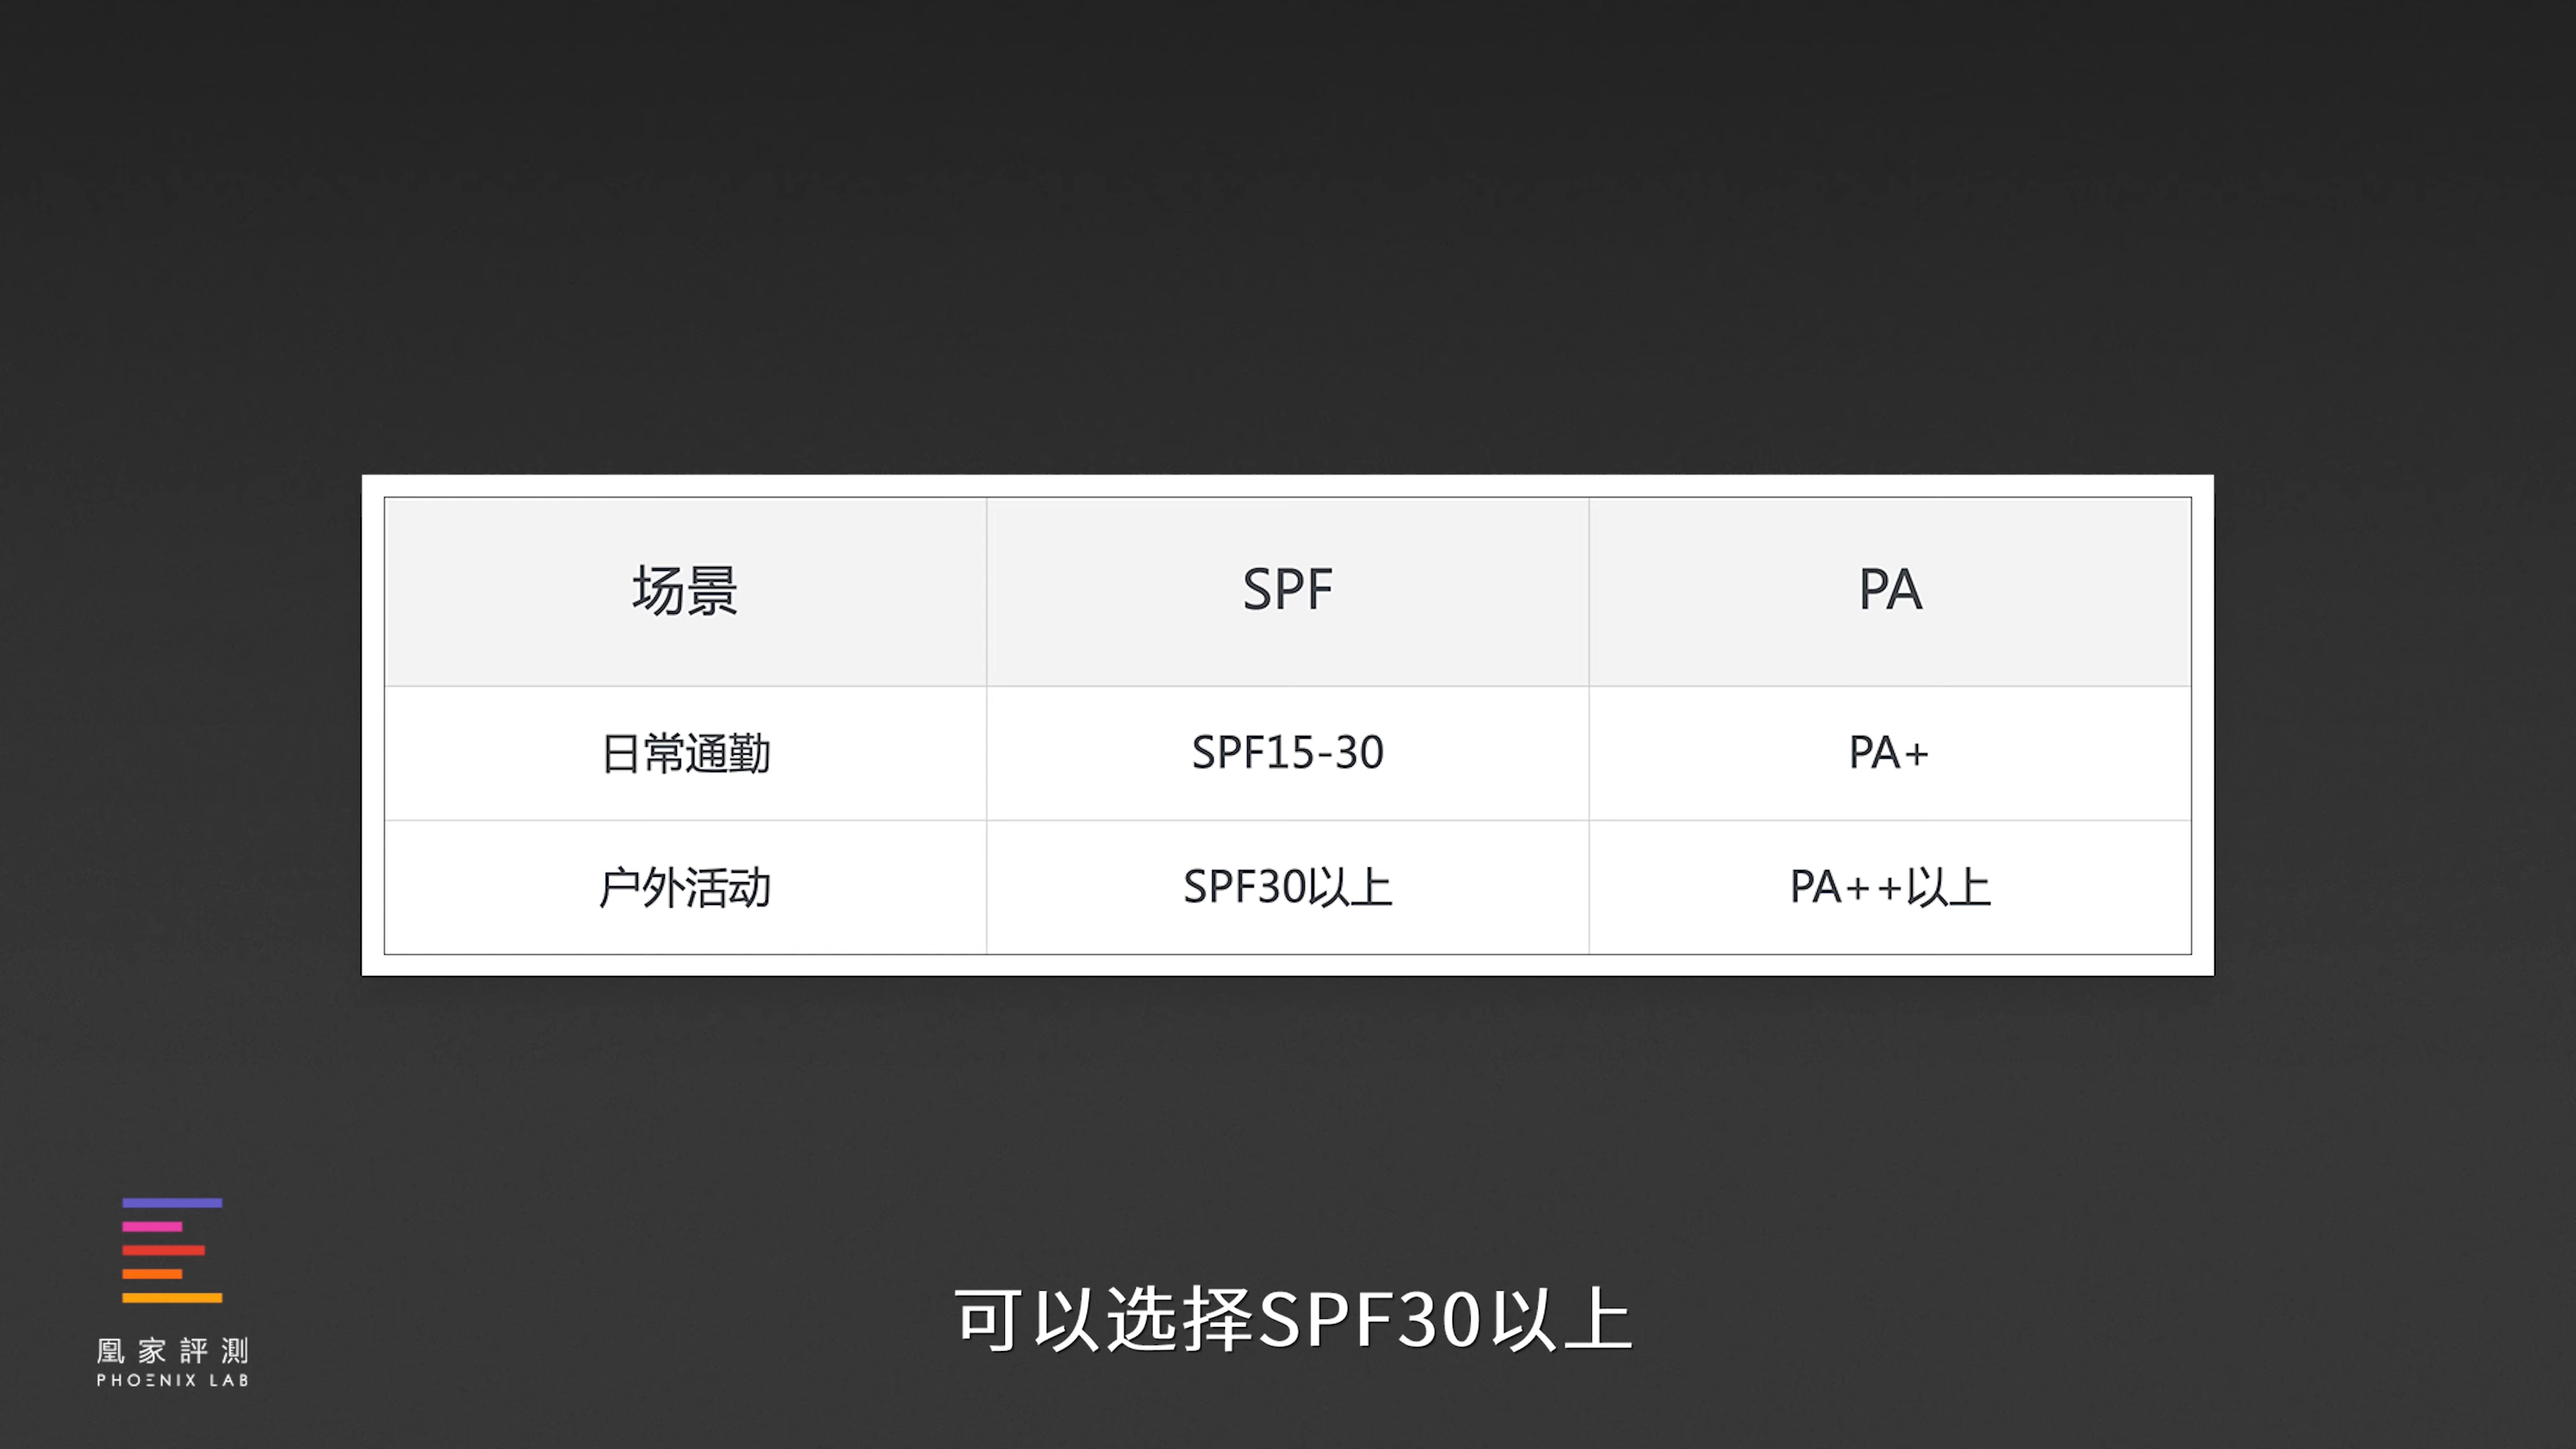 场景 SPF PA
日常通勤 SPF15-30 PA+
户外活动 SPF30以上 PA++以上
可以选择SPF30以上
凰家評測
PHOENIX LAB